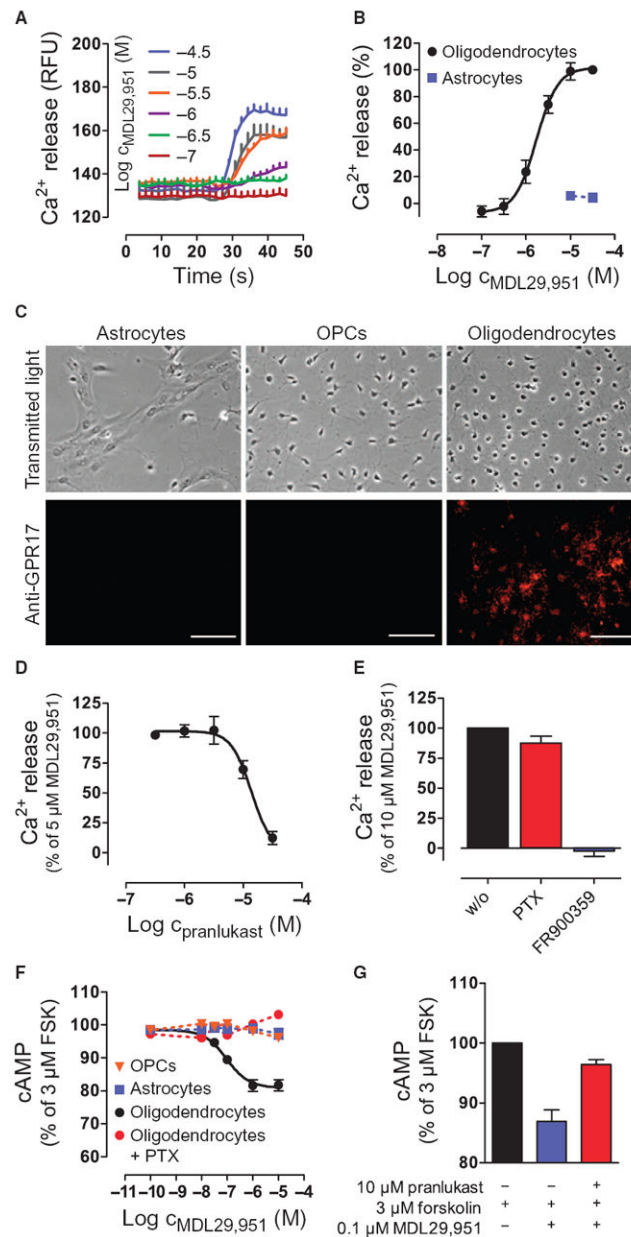 A
Ca2+ release (RFU)
200
180
160
140
120
Log cMDL29,951 (M)
−4.5
−5
−5.5
−6
−6.5
−7
0 10 20 30 40 50
Time (s)
B
Ca2+ release (%)
120
100
80
60
40
20
0
Oligodendrocytes
Astrocytes
−8 −7 −6 −5 −4
Log cMDL29,951 (M)
C
Astrocytes
OPCs
Oligodendrocytes
Transmitted light
Anti-GPR17
D
Ca2+ release
(% of 5 µM MDL29,951)
125
100
75
50
25
0
−7 −6 −5 −4
Log cpranlukast (M)
E
Ca2+ release
(% of 10 µM MDL29,951)
125
100
75
50
25
0
w/o
PTX
FR900359
F
cAMP
(% of 3 µM FSK)
120
110
100
90
80
70
60
OPCs
Astrocytes
Oligodendrocytes
Oligodendrocytes
+ PTX
−11 −10 −9 −8 −7 −6 −5 −4
Log cMDL29,951 (M)
G
cAMP
(% of 3 µM FSK)
105
100
95
90
85
80
10 µM pranlukast − − +
3 µM forskolin + + +
0.1 µM MDL29,951 − + +